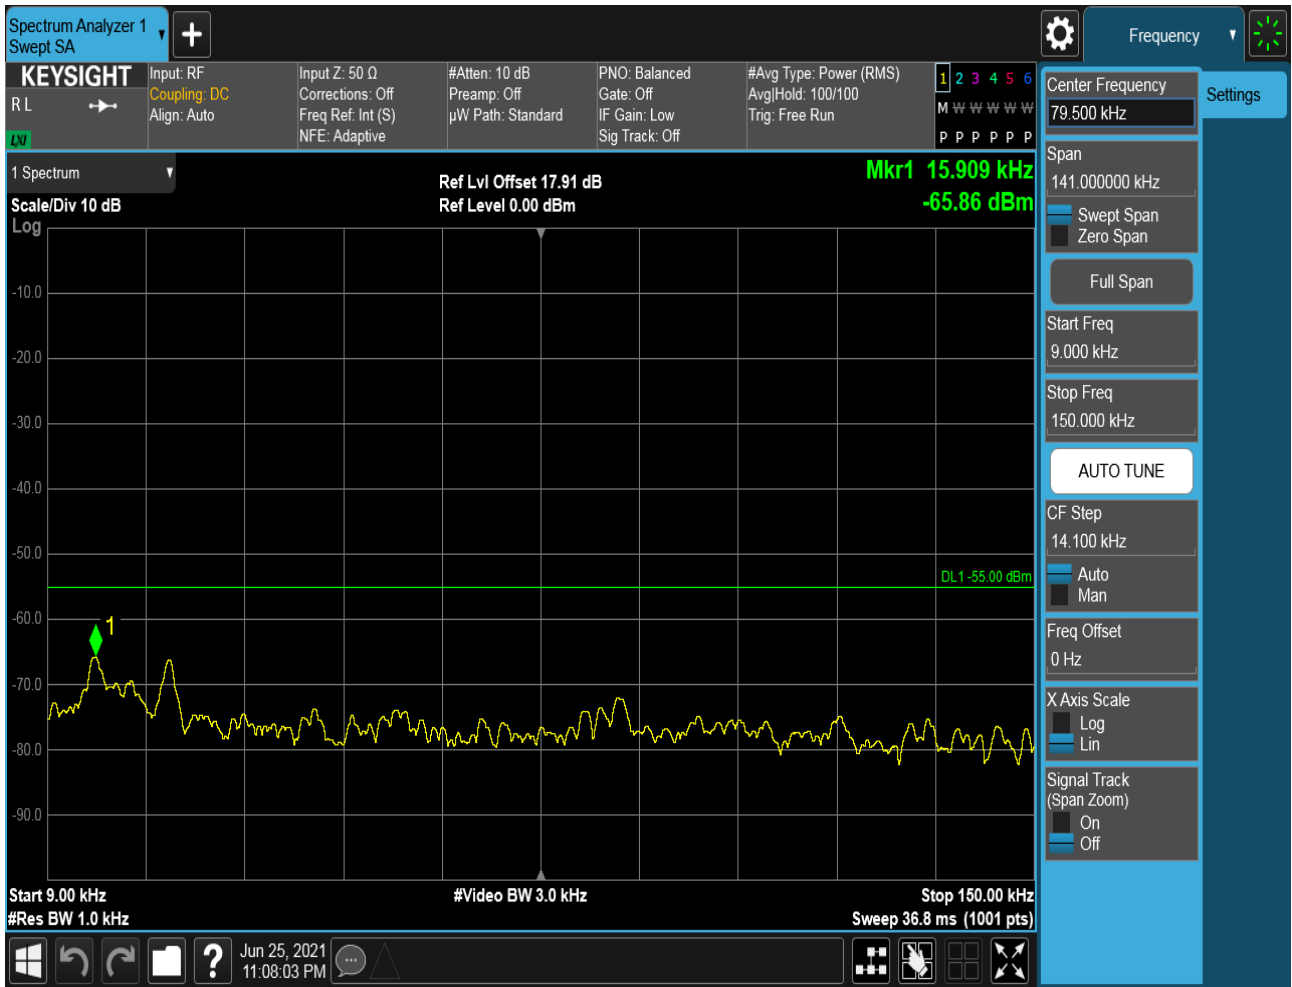 Spectrum Analyzer 1
Swept SA
+
Frequency
KEYSIGHT
R L
LXI
Input: RF
Coupling: DC
Align: Auto
Input Z: 50 Ω
Corrections: Off
Freq Ref: Int (S)
NFE: Adaptive
#Atten: 10 dB
Preamp: Off
µW Path: Standard
PNO: Balanced
Gate: Off
IF Gain: Low
Sig Track: Off
#Avg Type: Power (RMS)
Avg|Hold: 100/100
Trig: Free Run
1 2 3 4 5 6
M W W W W W
P P P P P P
1 Spectrum
Scale/Div 10 dB
Log
Ref Lvl Offset 17.91 dB
Ref Level 0.00 dBm
Mkr1 15.909 kHz
-65.86 dBm
-10.0
-20.0
-30.0
-40.0
-50.0
DL1 -55.00 dBm
-60.0
1
-70.0
-80.0
-90.0
Start 9.00 kHz
#Res BW 1.0 kHz
#Video BW 3.0 kHz
Stop 150.00 kHz
Sweep 36.8 ms (1001 pts)
Center Frequency
79.500 kHz
Settings
Span
141.000000 kHz
Swept Span
Zero Span
Full Span
Start Freq
9.000 kHz
Stop Freq
150.000 kHz
AUTO TUNE
CF Step
14.100 kHz
Auto
Man
Freq Offset
0 Hz
X Axis Scale
Log
Lin
Signal Track
(Span Zoom)
On
Off
?
Jun 25, 2021
11:08:03 PM